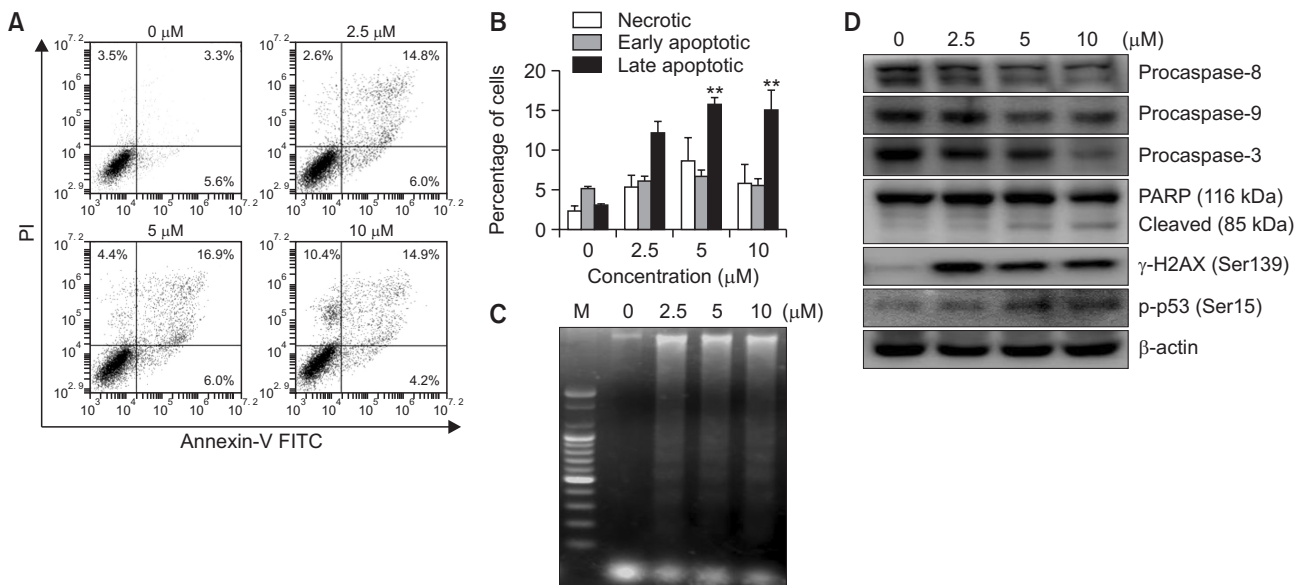 A
0 μM
2.5 μM
10^7.2
10^6
10^5
10^4
10^2.9
3.5%
3.3%
5.6%
10^3 10^4 10^5 10^6 10^7.2
10^7.2
10^6
10^5
10^4
10^2.9
2.6%
14.8%
6.0%
10^3 10^4 10^5 10^6 10^7.2
PI
5 μM
10 μM
10^7.2
10^6
10^5
10^4
10^2.9
4.4%
16.9%
6.0%
10^3 10^4 10^5 10^6 10^7.2
10^7.2
10^6
10^5
10^4
10^2.9
10.4%
14.9%
4.2%
10^3 10^4 10^5 10^6 10^7.2
Annexin-V FITC
B
Necrotic
Early apoptotic
Late apoptotic
Percentage of cells
20
15
10
5
0
** **
0 2.5 5 10
Concentration (μM)
C
M 0 2.5 5 10 (μM)
D
0 2.5 5 10 (μM)
Procaspase-8
Procaspase-9
Procaspase-3
PARP (116 kDa)
Cleaved (85 kDa)
γ-H2AX (Ser139)
p-p53 (Ser15)
β-actin